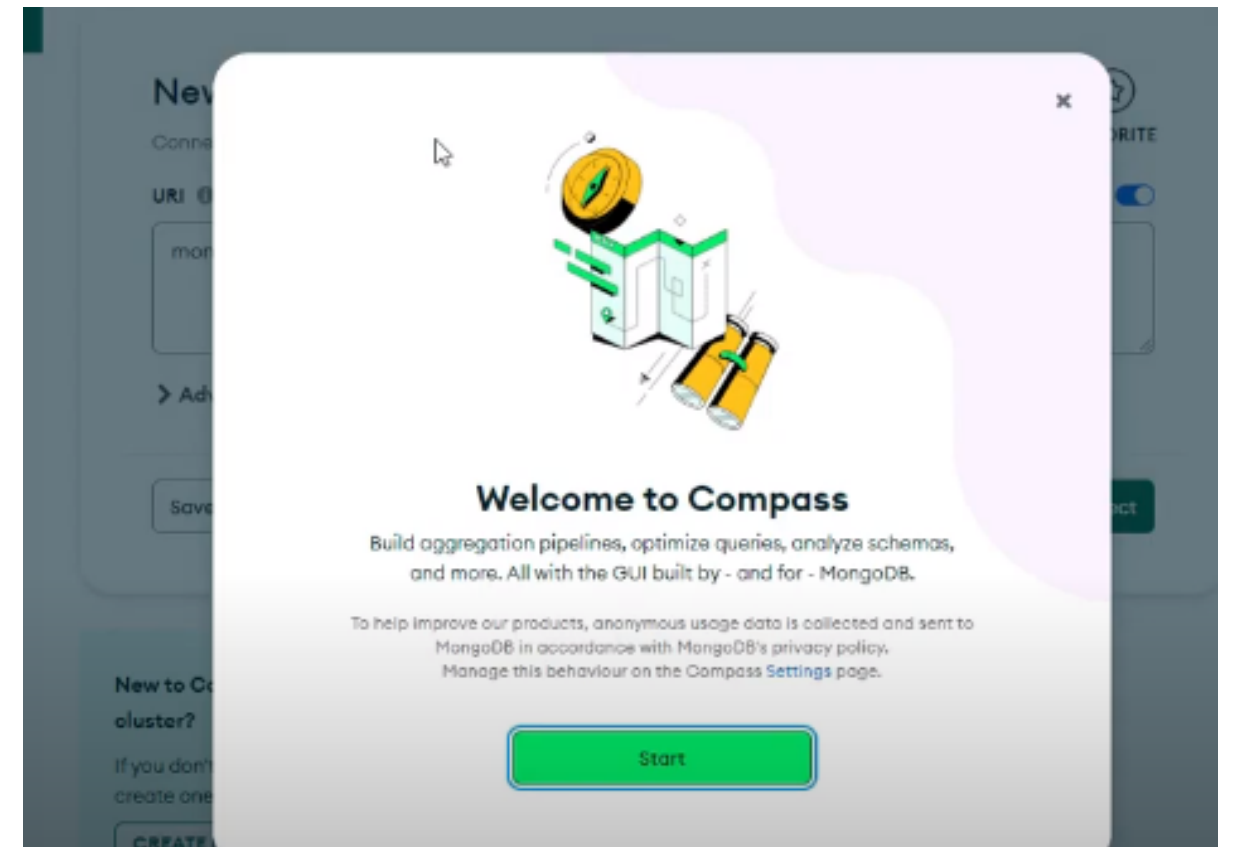 New
Conne
ORITE
URI
mon
Adv
Welcome to Compass
Save
ect
Build aggregation pipelines, optimize queries, analyze schemas,
and more. All with the GUI built by - and for - MongoDB.
To help improve our products, anonymous usage data is collected and sent to
MongoDB in accordance with MongoDB's privacy policy.
Manage this behaviour on the Compass Settings page.
New to Co
cluster?
Start
If you don't
create one
CREATE